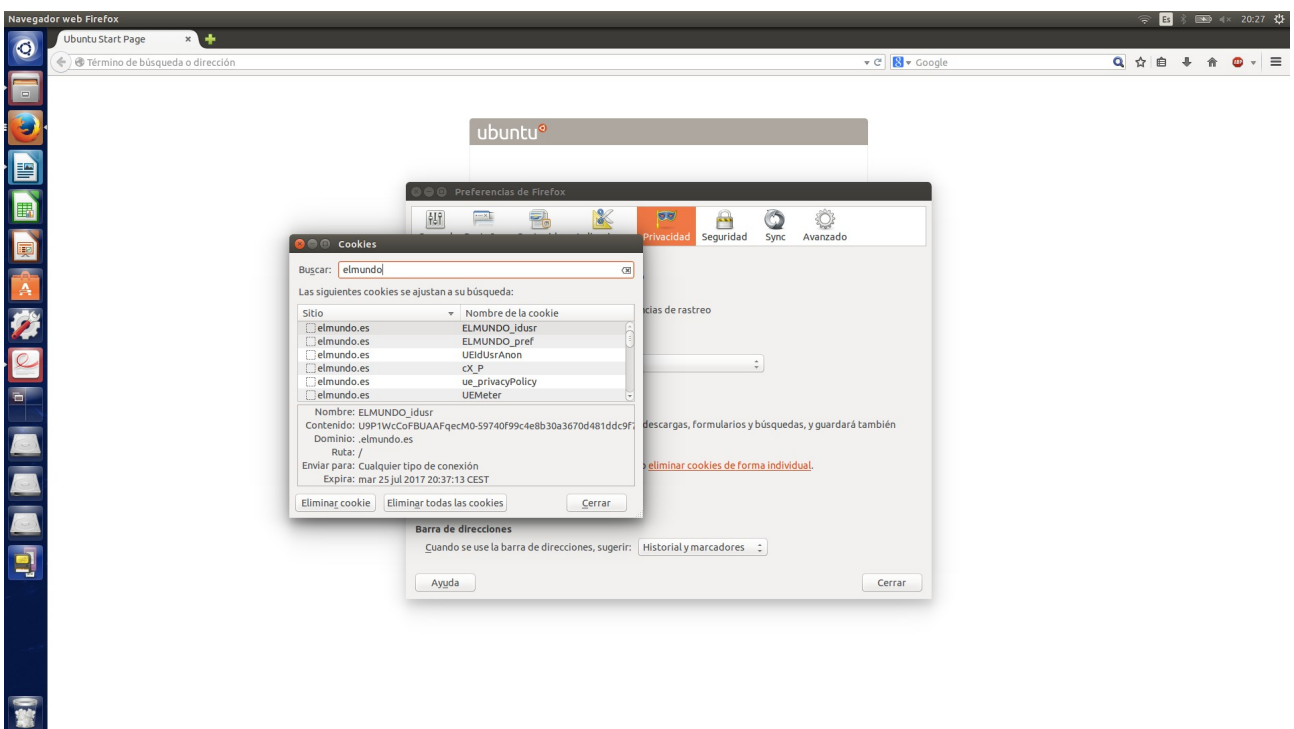 Navegador web Firefox
Es 20:27
Ubuntu Start Page
Término de búsqueda o dirección
Google
ubuntu
Preferencias de Firefox
Privacidad Seguridad Sync Avanzado
Cookies
Buscar: elmundo
Las siguientes cookies se ajustan a su búsqueda:
Sitio Nombre de la cookie
elmundo.es ELMUNDO_idusr
elmundo.es ELMUNDO_pref
elmundo.es UEIdUsrAnon
elmundo.es cX_P
elmundo.es ue_privacyPolicy
elmundo.es UEMeter
Nombre: ELMUNDO_idusr
Contenido: U9P1WcCoFBUAAFqecM0-59740f99c4e8b30a3670d481ddc9f
Dominio: .elmundo.es
Ruta: /
Enviar para: Cualquier tipo de conexión
Expira: mar 25 jul 2017 20:37:13 CEST
Eliminar cookie Eliminar todas las cookies Cerrar
de rastreo
descargas, formularios y búsquedas, y guardará también
eliminar cookies de forma individual.
Barra de direcciones
Cuando se use la barra de direcciones, sugerir: Historial y marcadores
Ayuda Cerrar